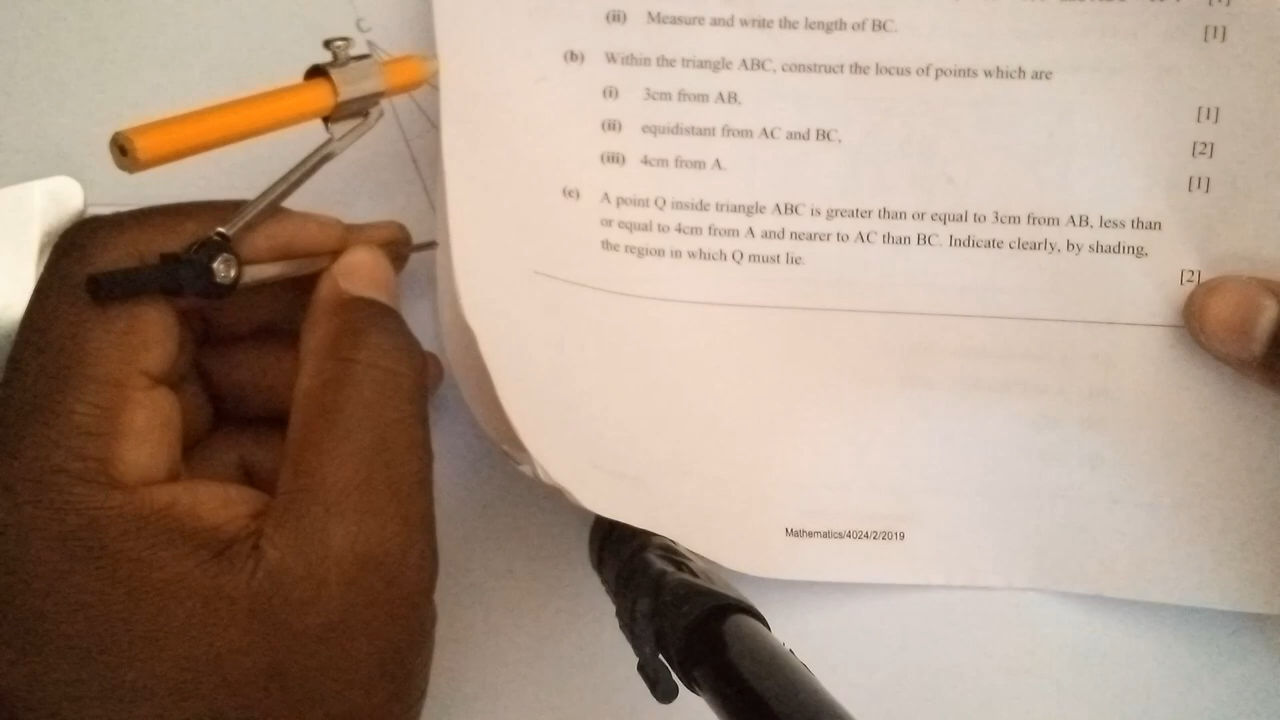 C
[1]
(ii) Measure and write the length of BC. [1]
(b) Within the triangle ABC, construct the locus of points which are
(i) 3cm from AB, [1]
(ii) equidistant from AC and BC, [2]
(iii) 4cm from A. [1]
(c) A point Q inside triangle ABC is greater than or equal to 3cm from AB, less than
or equal to 4cm from A and nearer to AC than BC. Indicate clearly, by shading,
the region in which Q must lie. [2]
Mathematics/4024/2/2019